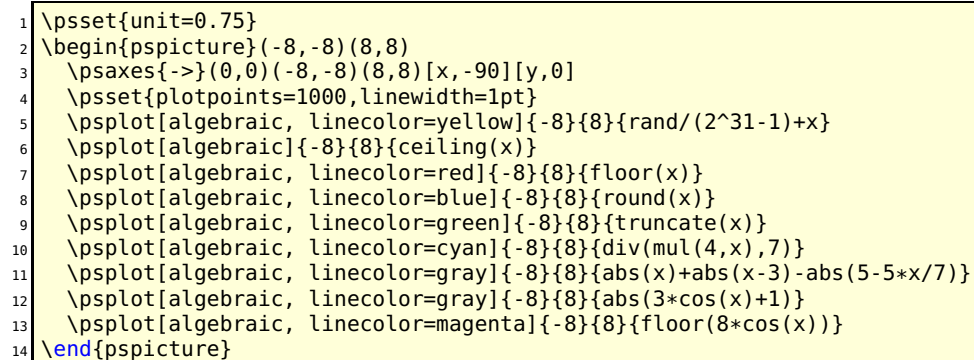 1 \psset{unit=0.75}
2 \begin{pspicture}(-8,-8)(8,8)
3   \psaxes{->}(0,0)(-8,-8)(8,8)[x,-90][y,0]
4   \psset{plotpoints=1000,linewidth=1pt}
5   \psplot[algebraic, linecolor=yellow]{-8}{8}{rand/(2^31-1)+x}
6   \psplot[algebraic]{-8}{8}{ceiling(x)}
7   \psplot[algebraic, linecolor=red]{-8}{8}{floor(x)}
8   \psplot[algebraic, linecolor=blue]{-8}{8}{round(x)}
9   \psplot[algebraic, linecolor=green]{-8}{8}{truncate(x)}
10   \psplot[algebraic, linecolor=cyan]{-8}{8}{div(mul(4,x),7)}
11   \psplot[algebraic, linecolor=gray]{-8}{8}{abs(x)+abs(x-3)-abs(5-5*x/7)}
12   \psplot[algebraic, linecolor=gray]{-8}{8}{abs(3*cos(x)+1)}
13   \psplot[algebraic, linecolor=magenta]{-8}{8}{floor(8*cos(x))}
14 \end{pspicture}